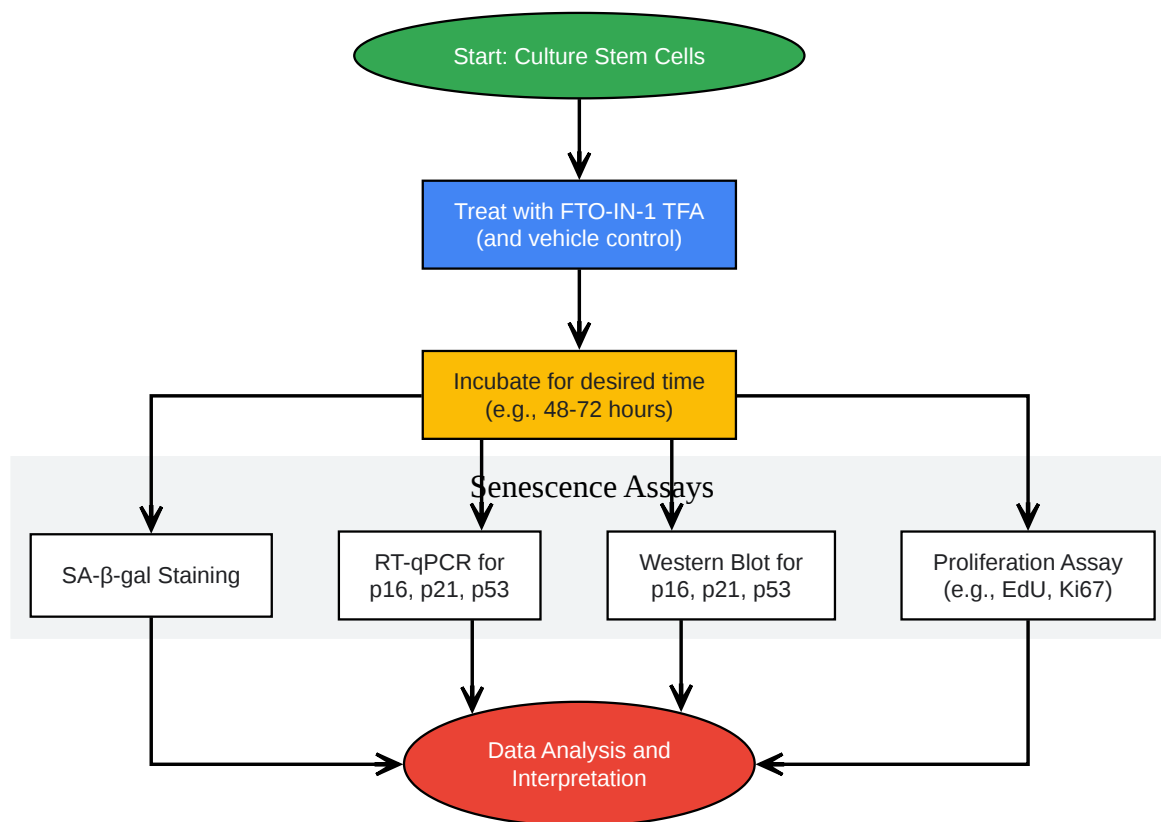 Start: Culture Stem Cells
Treat with FTO-IN-1 TFA
(and vehicle control)
Incubate for desired time
(e.g., 48-72 hours)
Senescence Assays
SA-β-gal Staining
RT-qPCR for
p16, p21, p53
Western Blot for
p16, p21, p53
Proliferation Assay
(e.g., EdU, Ki67)
Data Analysis and
Interpretation